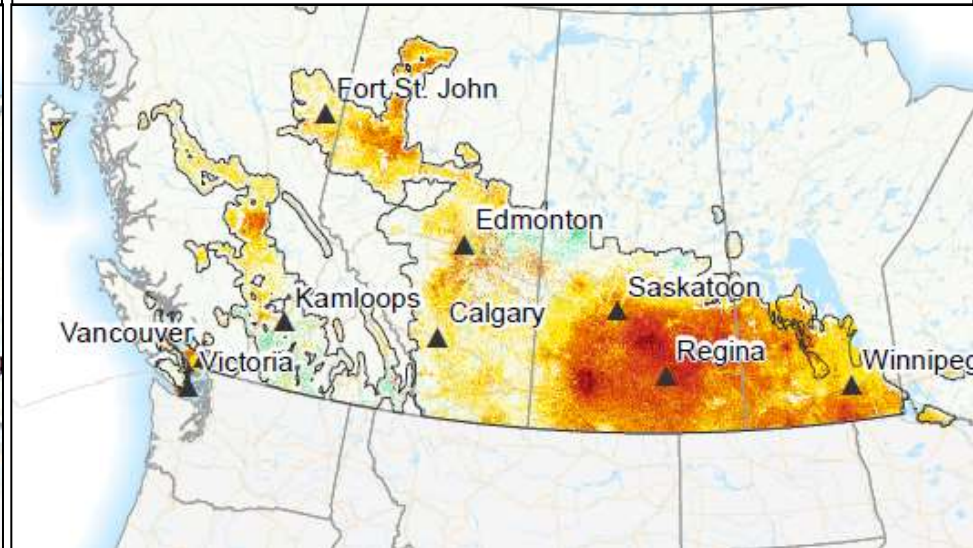 Fort St. John
Edmonton
Saskatoon
Kamloops
Calgary
Vancouver
Regina
Victoria
Winnipeg